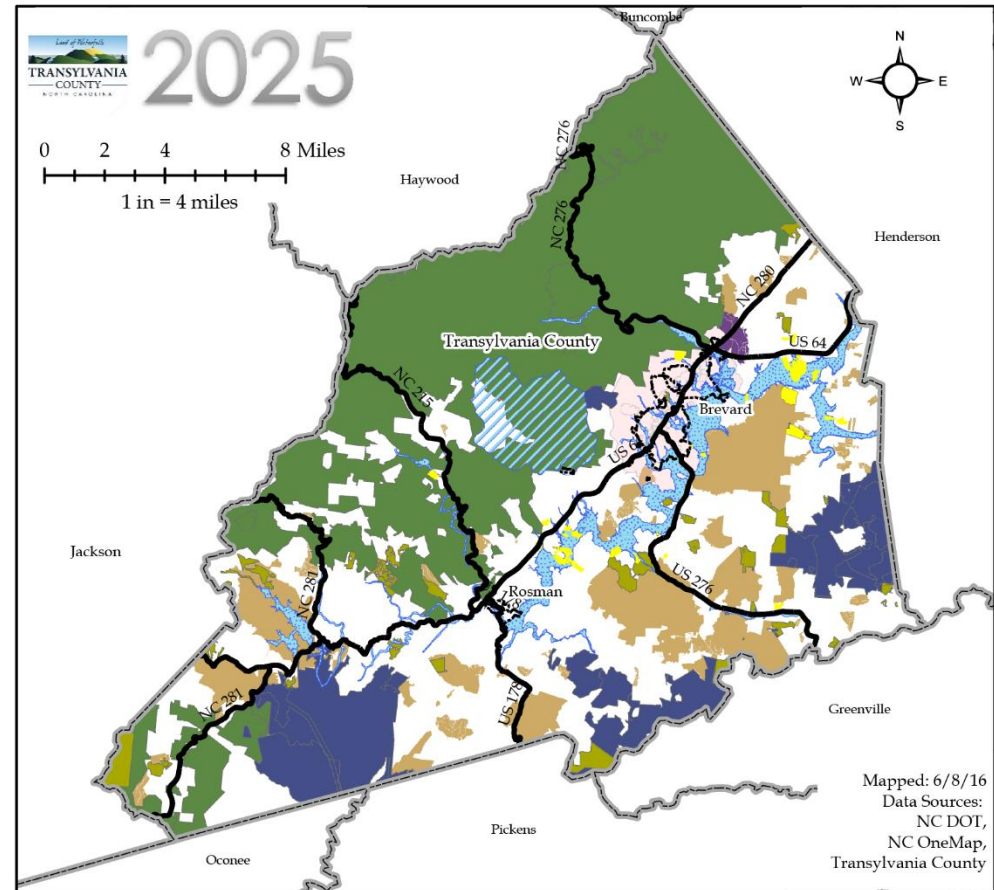 Buncombe
Land of Waterfalls
TRANSYLVANIA
COUNTY
NORTH CAROLINA
2025
N
W E
S
0 2 4 8 Miles
1 in = 4 miles
Haywood
NC 276
NC 276
Henderson
NC 280
US 64
Transylvania County
NC 215
Brevard
US 6
Jackson
NC 281
Rosman
US 276
NC 281
US 178
Greenville
Mapped: 6/8/16
Data Sources:
NC DOT,
NC OneMap,
Transylvania County
Pickens
Oconee